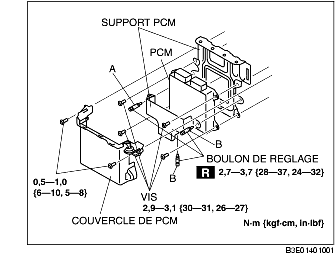 SUPPORT PCM
PCM
A
B
BOULON DE REGLAGE
R 2,7—3,7 {28—37, 24—32}
B
0,5—1,0
{6—10, 5—8}
VIS
2,9—3,1 {30—31, 26—27}
COUVERCLE DE PCM
N·m {kgf·cm, in·lbf}
B3E01401001